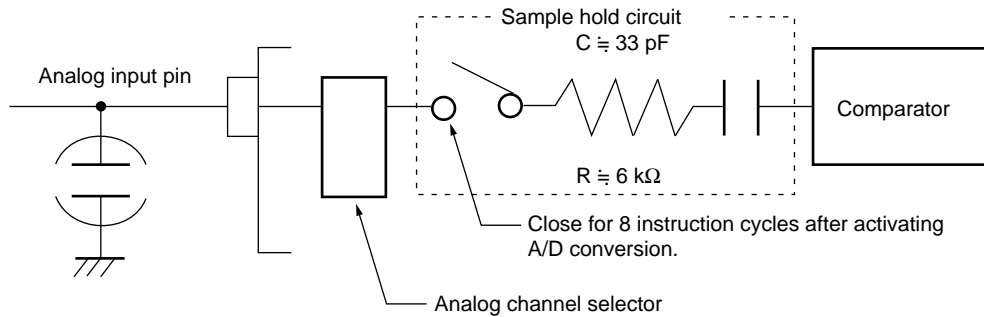 Sample hold circuit
C ≒ 33 pF
Analog input pin
Comparator
R ≒ 6 kΩ
Close for 8 instruction cycles after activating
A/D conversion.
Analog channel selector